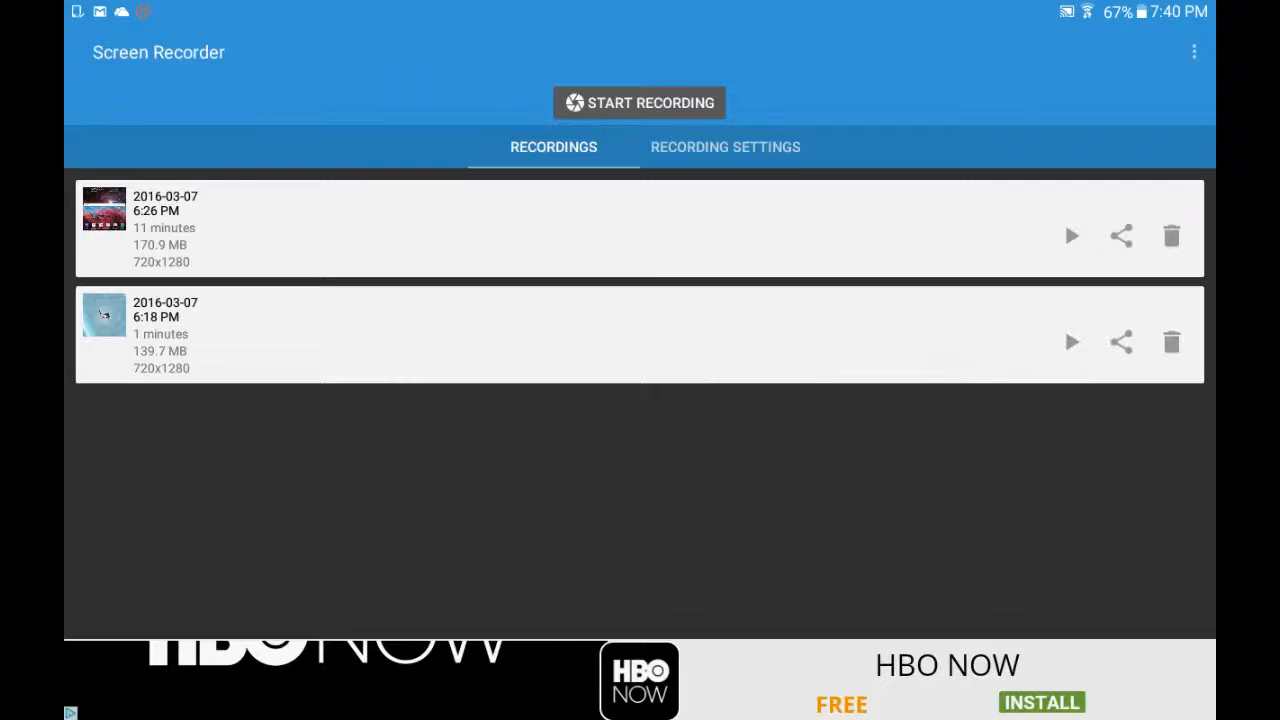 67% 7:40 PM
Screen Recorder
START RECORDING
RECORDINGS RECORDING SETTINGS
2016-03-07
6:26 PM
11 minutes
170.9 MB
720x1280
2016-03-07
6:18 PM
1 minutes
139.7 MB
720x1280
HBO NOW
HBO
NOW
HBO NOW
FREE
INSTALL